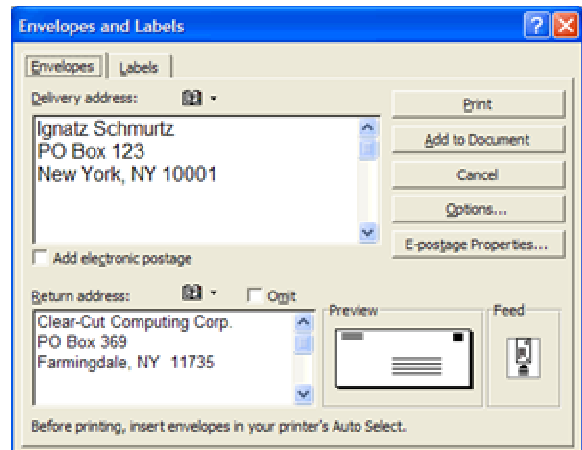 Envelopes and Labels
Envelopes Labels
Delivery address:
Print
Ignatz Schmurtz
PO Box 123
New York, NY 10001
Add to Document
Cancel
Options...
E-postage Properties...
Add electronic postage
Return address:
Omit
Clear-Cut Computing Corp.
PO Box 369
Farmingdale, NY 11735
Preview
Feed
Before printing, insert envelopes in your printer's Auto Select.